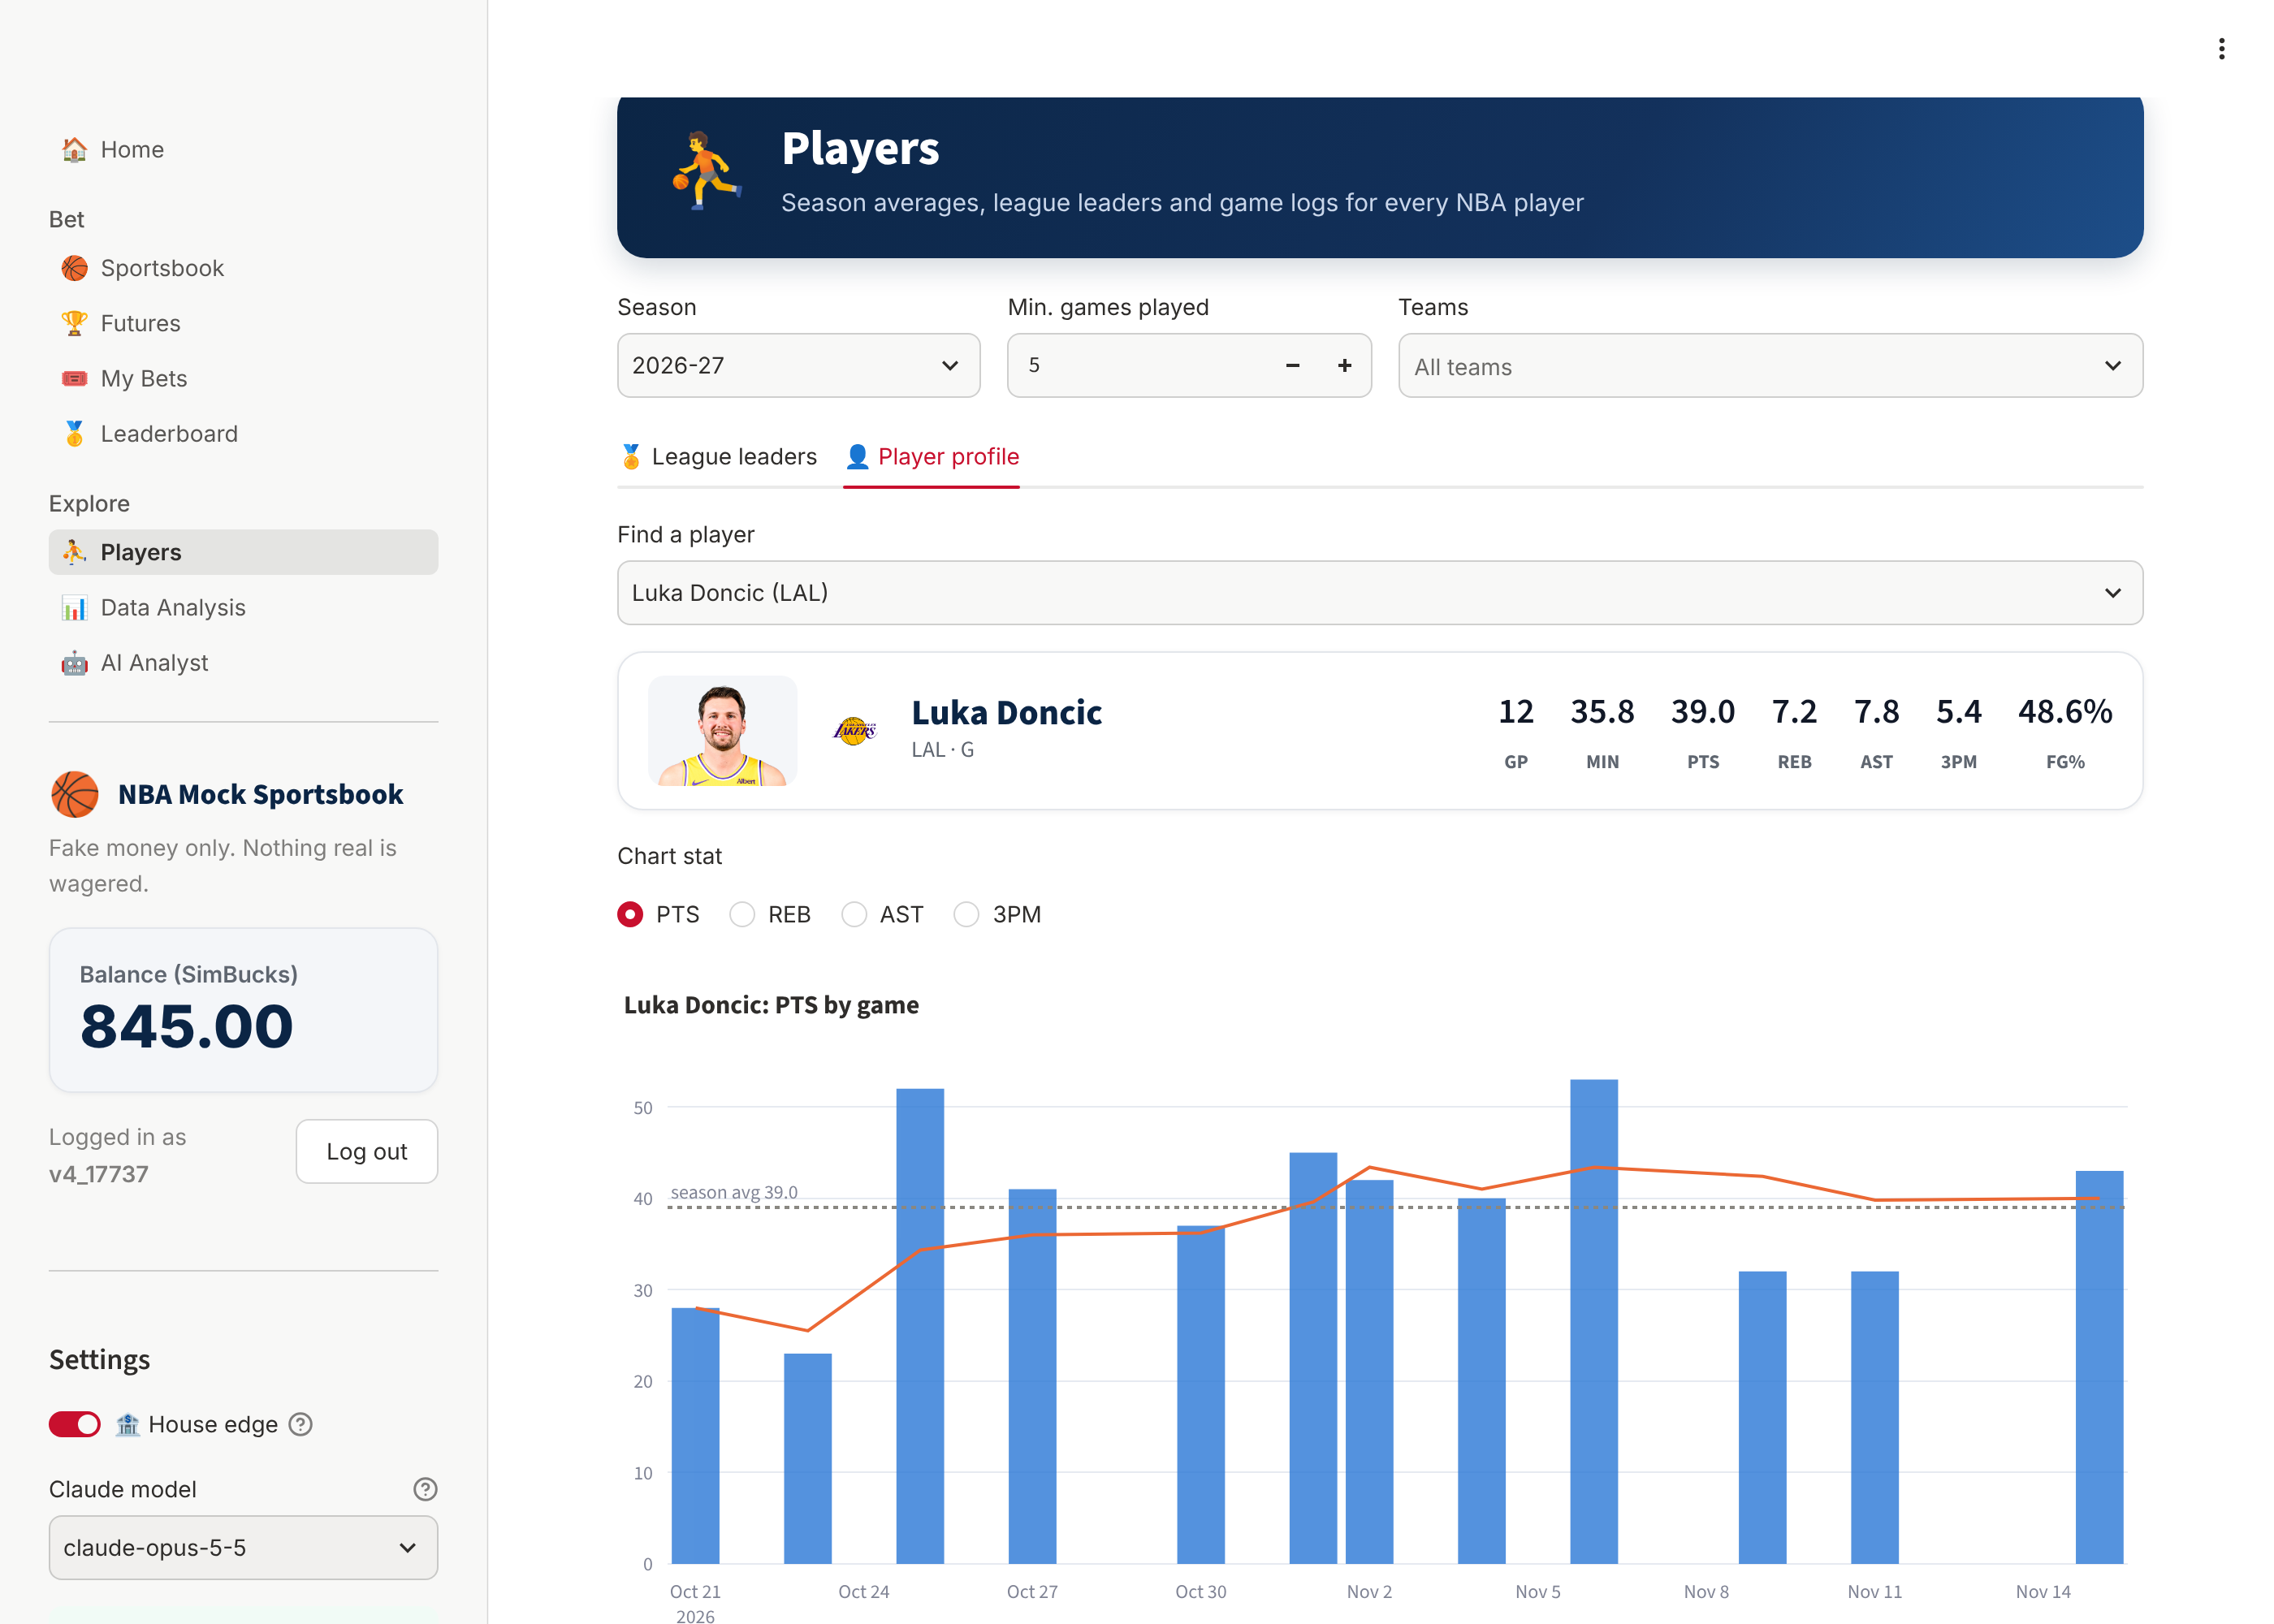 Home
Bet
Sportsbook
Futures
My Bets
Leaderboard
Explore
Players
Data Analysis
AI Analyst
NBA Mock Sportsbook
Fake money only. Nothing real is
wagered.
Balance (SimBucks)
845.00
Logged in as
v4_17737
Log out
Settings
House edge
Claude model
claude-opus-5-5
Players
Season averages, league leaders and game logs for every NBA player
Season
2026-27
Min. games played
5
Teams
All teams
League leaders
Player profile
Find a player
Luka Doncic (LAL)
LAKERS
Albert
Luka Doncic
LAL · G
12 35.8 39.0 7.2 7.8 5.4 48.6%
GP MIN PTS REB AST 3PM FG%
Chart stat
PTS REB AST 3PM
Luka Doncic: PTS by game
50
season avg 39.0
40
30
20
10
0
Oct 21 Oct 24 Oct 27 Oct 30 Nov 2 Nov 5 Nov 8 Nov 11 Nov 14
2026